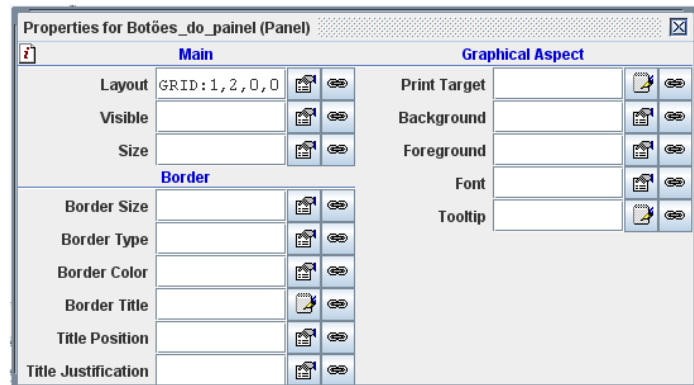 Properties for Botões_do_painel (Panel)
Main
Layout GRID:1,2,0,0
Visible
Size
Border
Border Size
Border Type
Border Color
Border Title
Title Position
Title Justification
Graphical Aspect
Print Target
Background
Foreground
Font
Tooltip